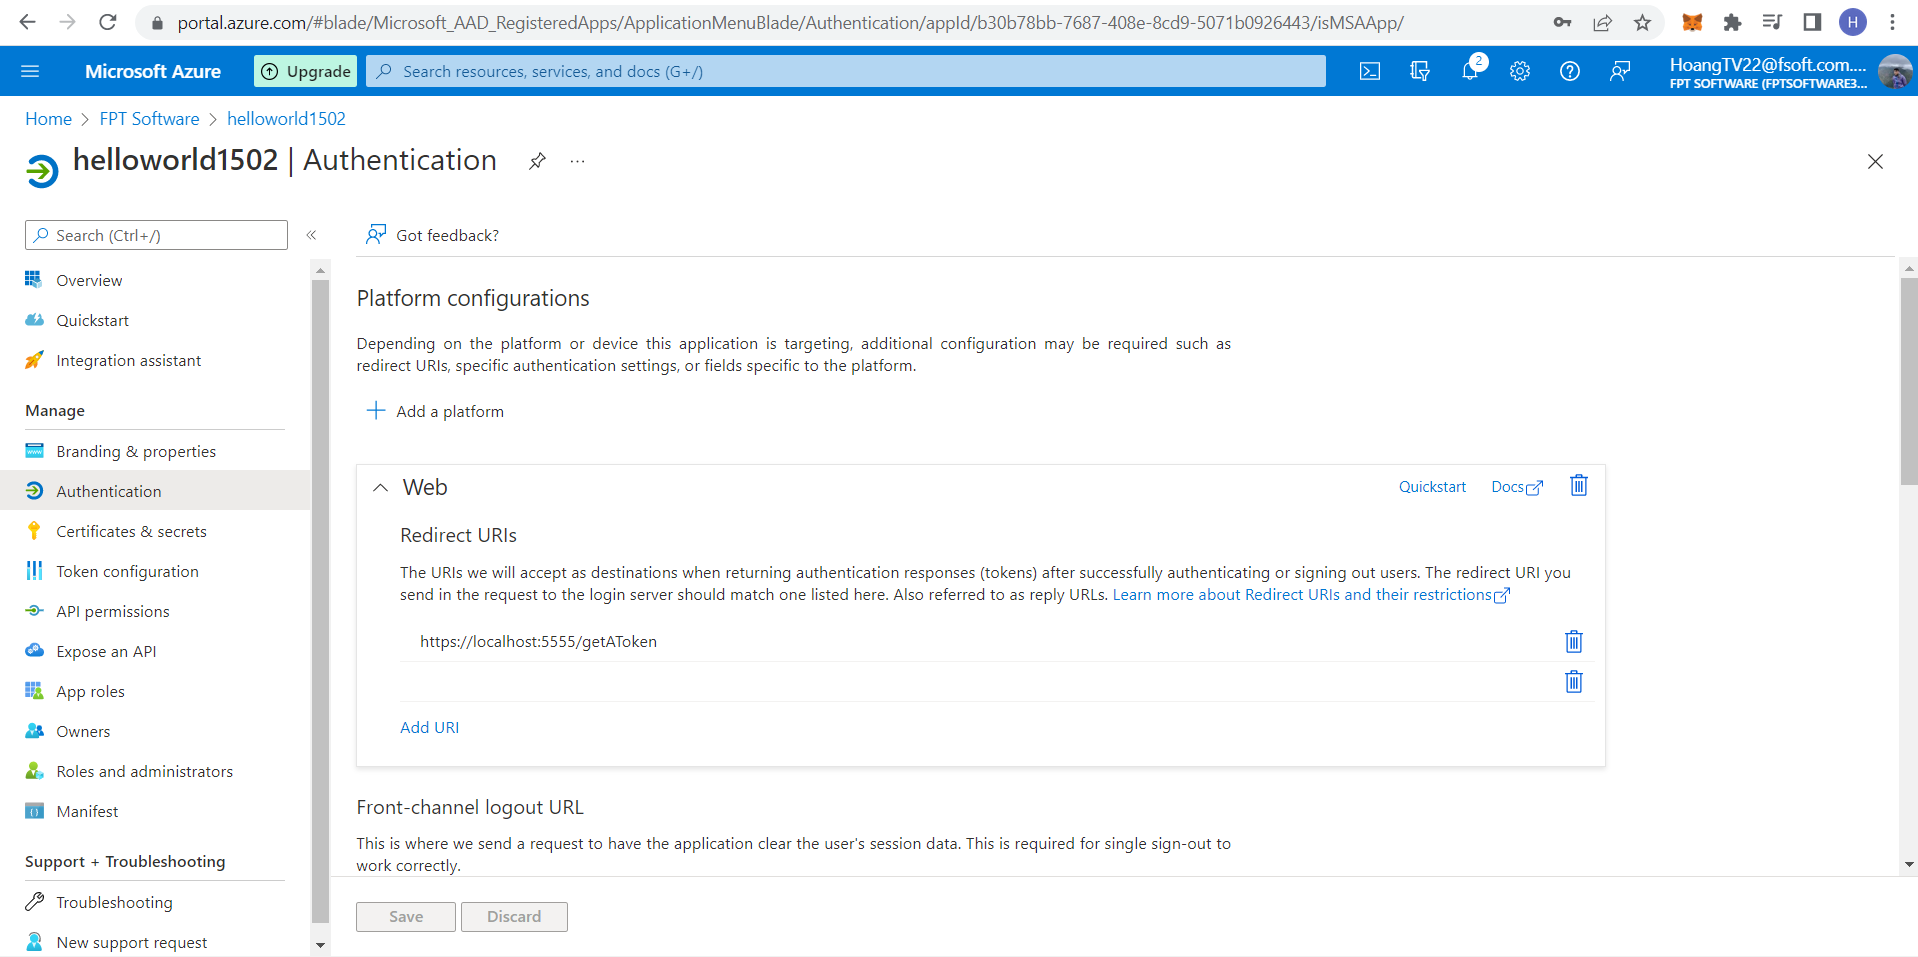 portal.azure.com/#blade/Microsoft_AAD_RegisteredApps/ApplicationMenuBlade/Authentication/appId/b30b78bb-7687-408e-8cd9-5071b0926443/isMSAApp/
H
Microsoft Azure
Upgrade
Search resources, services, and docs (G+/)
2
HoangTV22@fsoft.com....
FPT SOFTWARE (FPTSOFTWARE3...
Home > FPT Software > helloworld1502
helloworld1502 | Authentication
...
Search (Ctrl+/)
«
Overview
Quickstart
Integration assistant
Manage
Branding & properties
Authentication
Certificates & secrets
Token configuration
API permissions
Expose an API
App roles
Owners
Roles and administrators
Manifest
Support + Troubleshooting
Troubleshooting
New support request
Got feedback?
Platform configurations
Depending on the platform or device this application is targeting, additional configuration may be required such as
redirect URIs, specific authentication settings, or fields specific to the platform.
Add a platform
Web
Quickstart
Docs
Redirect URIs
The URIs we will accept as destinations when returning authentication responses (tokens) after successfully authenticating or signing out users. The redirect URI you
send in the request to the login server should match one listed here. Also referred to as reply URLs. Learn more about Redirect URIs and their restrictions
https://localhost:5555/getAToken
Add URI
Front-channel logout URL
This is where we send a request to have the application clear the user's session data. This is required for single sign-out to
work correctly.
Save
Discard